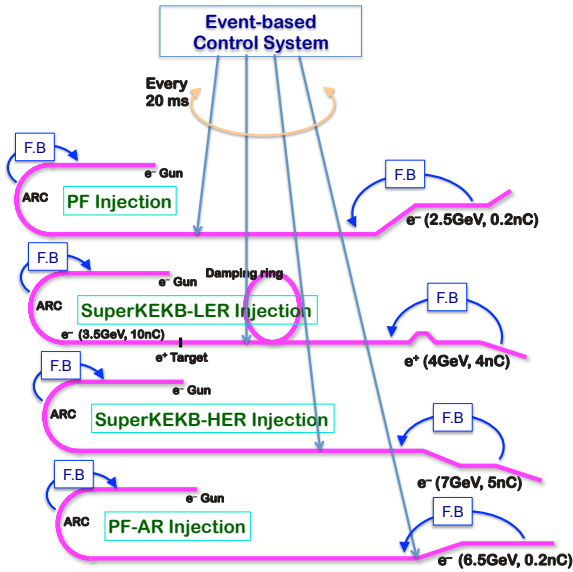 Event-based
Control System
Every
20 ms
F.B
e⁻ Gun
ARC
PF Injection
F.B
e⁻ (2.5GeV, 0.2nC)
F.B
e⁻ Gun
Damping ring
ARC
SuperKEKB-LER Injection
F.B
e⁻ (3.5GeV, 10nC)
e⁺ Target
e⁺ (4GeV, 4nC)
F.B
e⁻ Gun
ARC
SuperKEKB-HER Injection
F.B
e⁻ (7GeV, 5nC)
F.B
e⁻ Gun
ARC
PF-AR Injection
F.B
e⁻ (6.5GeV, 0.2nC)